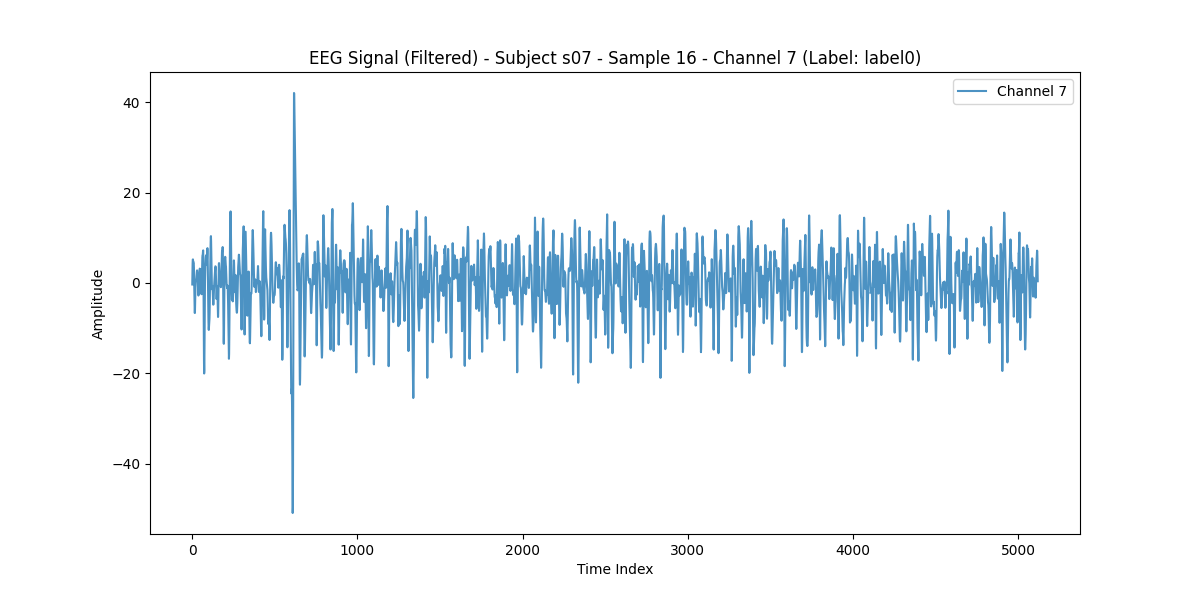 EEG Signal (Filtered) - Subject s07 - Sample 16 - Channel 7 (Label: label0)
Channel 7
40
20
0
−20
−40
Amplitude
0 1000 2000 3000 4000 5000
Time Index